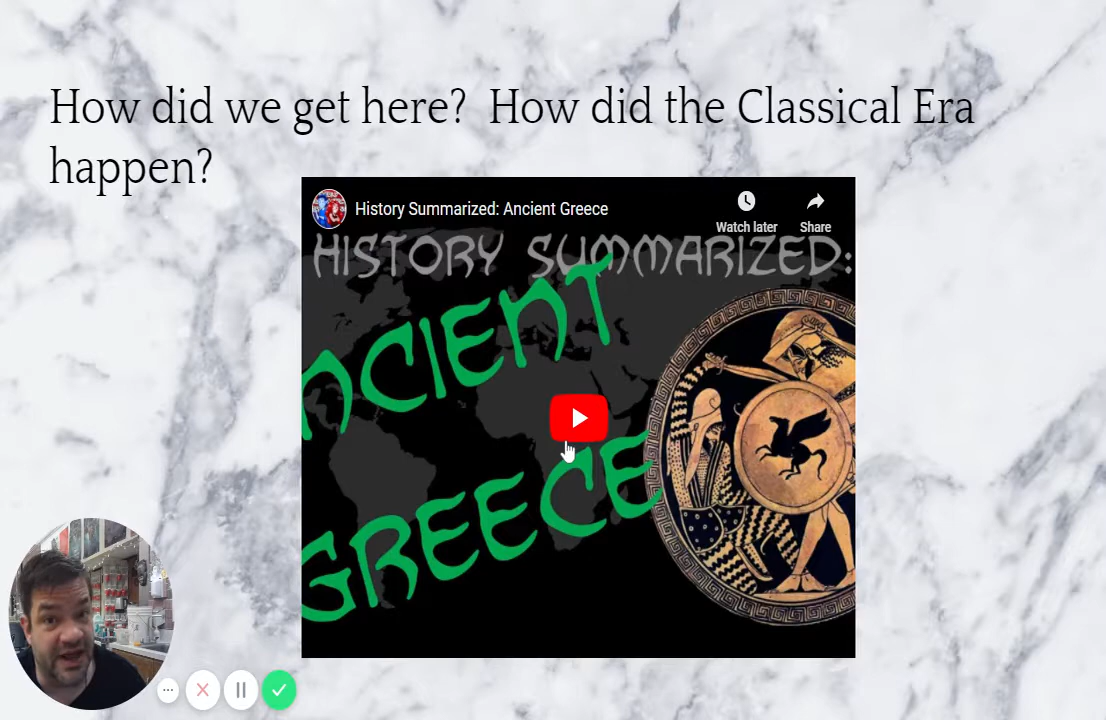 How did we get here?  How did the Classical Era
happen?
History Summarized: Ancient Greece
Watch later
Share
HISTORY SUMMARIZED:
NCIENT
GREECE